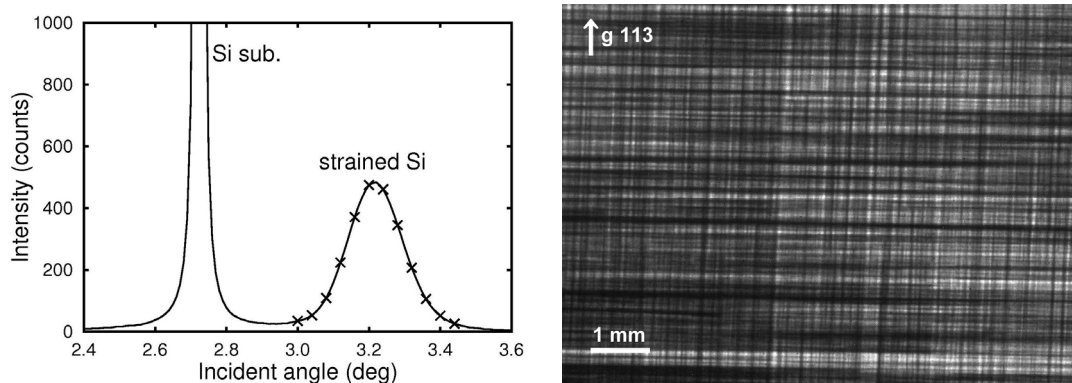 1000
800
600
400
200
0
Intensity (counts)
Si sub.
strained Si
2.4 2.6 2.8 3.0 3.2 3.4 3.6
Incident angle (deg)
g 113
1 mm